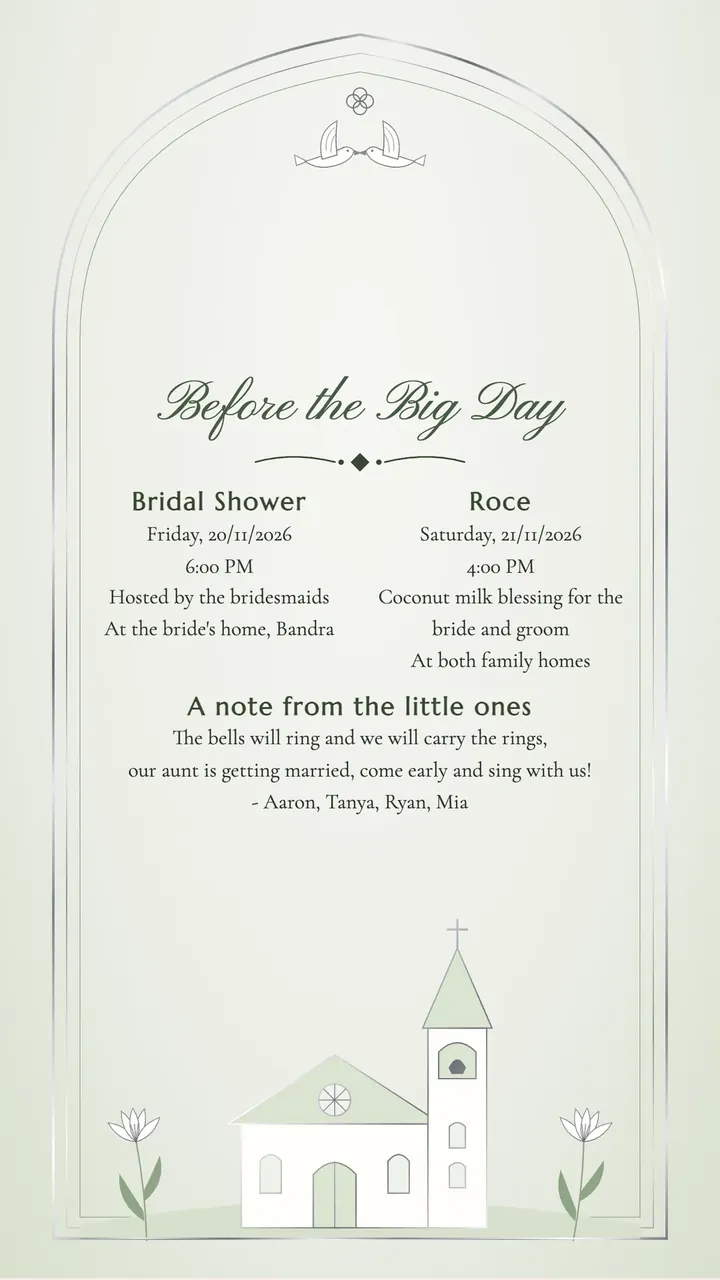 Before the Big Day
Bridal Shower
Friday, 20/11/2026
6:00 PM
Hosted by the bridesmaids
At the bride's home, Bandra
Roce
Saturday, 21/11/2026
4:00 PM
Coconut milk blessing for the
bride and groom
At both family homes
A note from the little ones
The bells will ring and we will carry the rings,
our aunt is getting married, come early and sing with us!
- Aaron, Tanya, Ryan, Mia